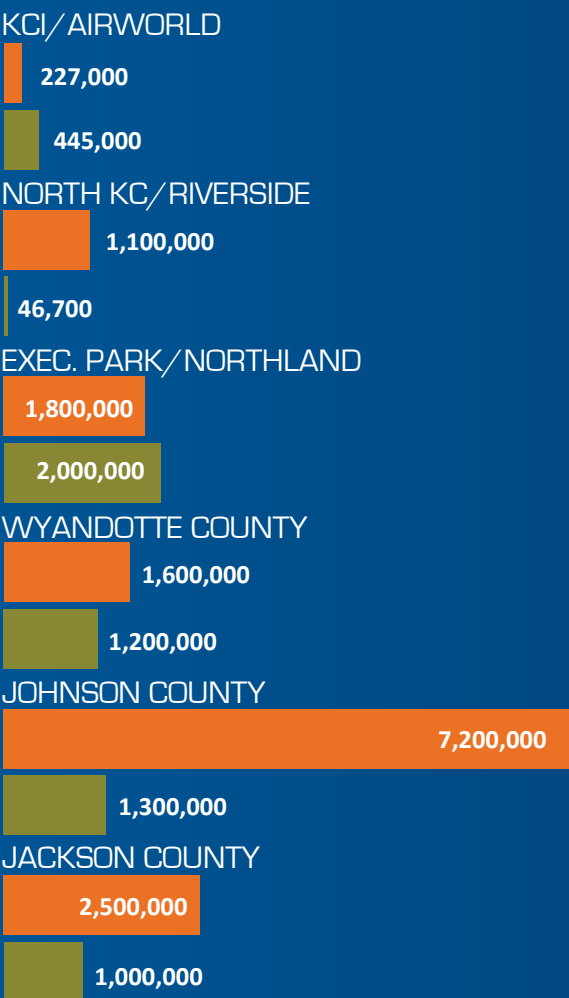 KCI/AIRWORLD
227,000
445,000
NORTH KC/RIVERSIDE
1,100,000
46,700
EXEC. PARK/NORTHLAND
1,800,000
2,000,000
WYANDOTTE COUNTY
1,600,000
1,200,000
JOHNSON COUNTY
7,200,000
1,300,000
JACKSON COUNTY
2,500,000
1,000,000